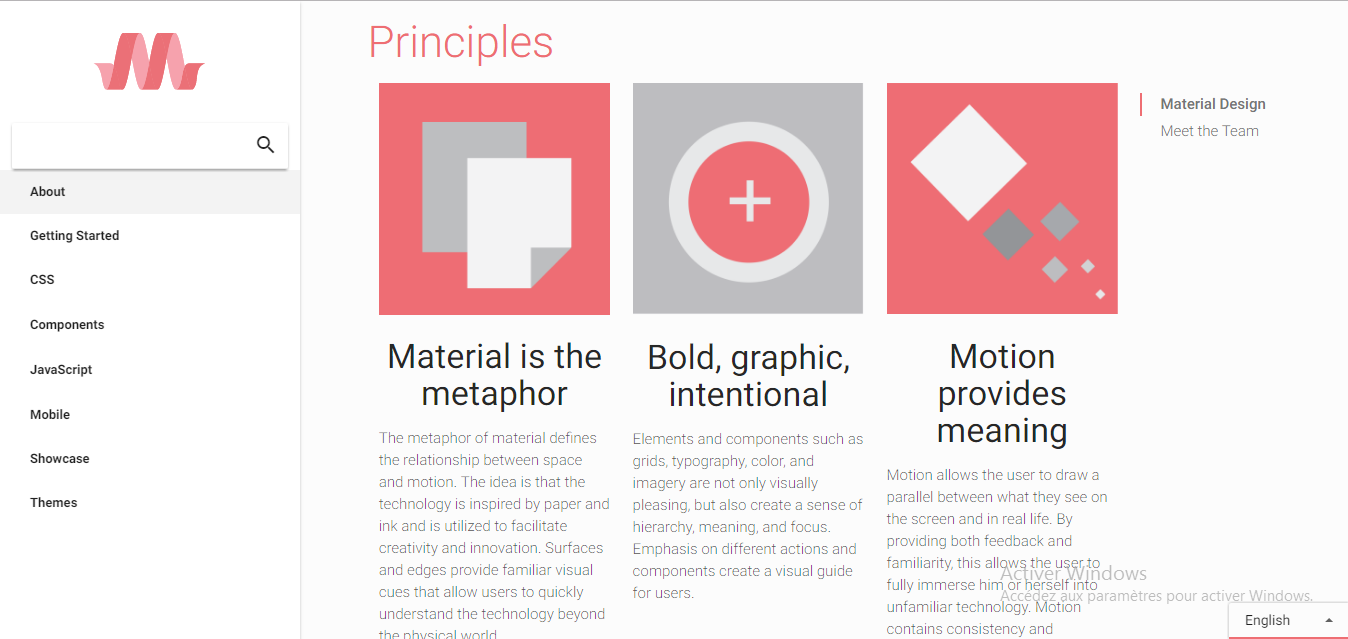 Principles
About
Getting Started
CSS
Components
JavaScript
Mobile
Showcase
Themes
Material is the
metaphor
The metaphor of material defines
the relationship between space
and motion. The idea is that the
technology is inspired by paper and
ink and is utilized to facilitate
creativity and innovation. Surfaces
and edges provide familiar visual
cues that allow users to quickly
understand the technology beyond
the physical world.
Bold, graphic,
intentional
Elements and components such as
grids, typography, color, and
imagery are not only visually
pleasing, but also create a sense of
hierarchy, meaning, and focus.
Emphasis on different actions and
components create a visual guide
for users.
Motion
provides
meaning
Motion allows the user to draw a
parallel between what they see on
the screen and in real life. By
providing both feedback and
familiarity, this allows the user to
fully immerse him or herself into
unfamiliar technology. Motion
contains consistency and
Material Design
Meet the Team
Activer Windows
Accédez aux paramètres pour activer Windows.
English